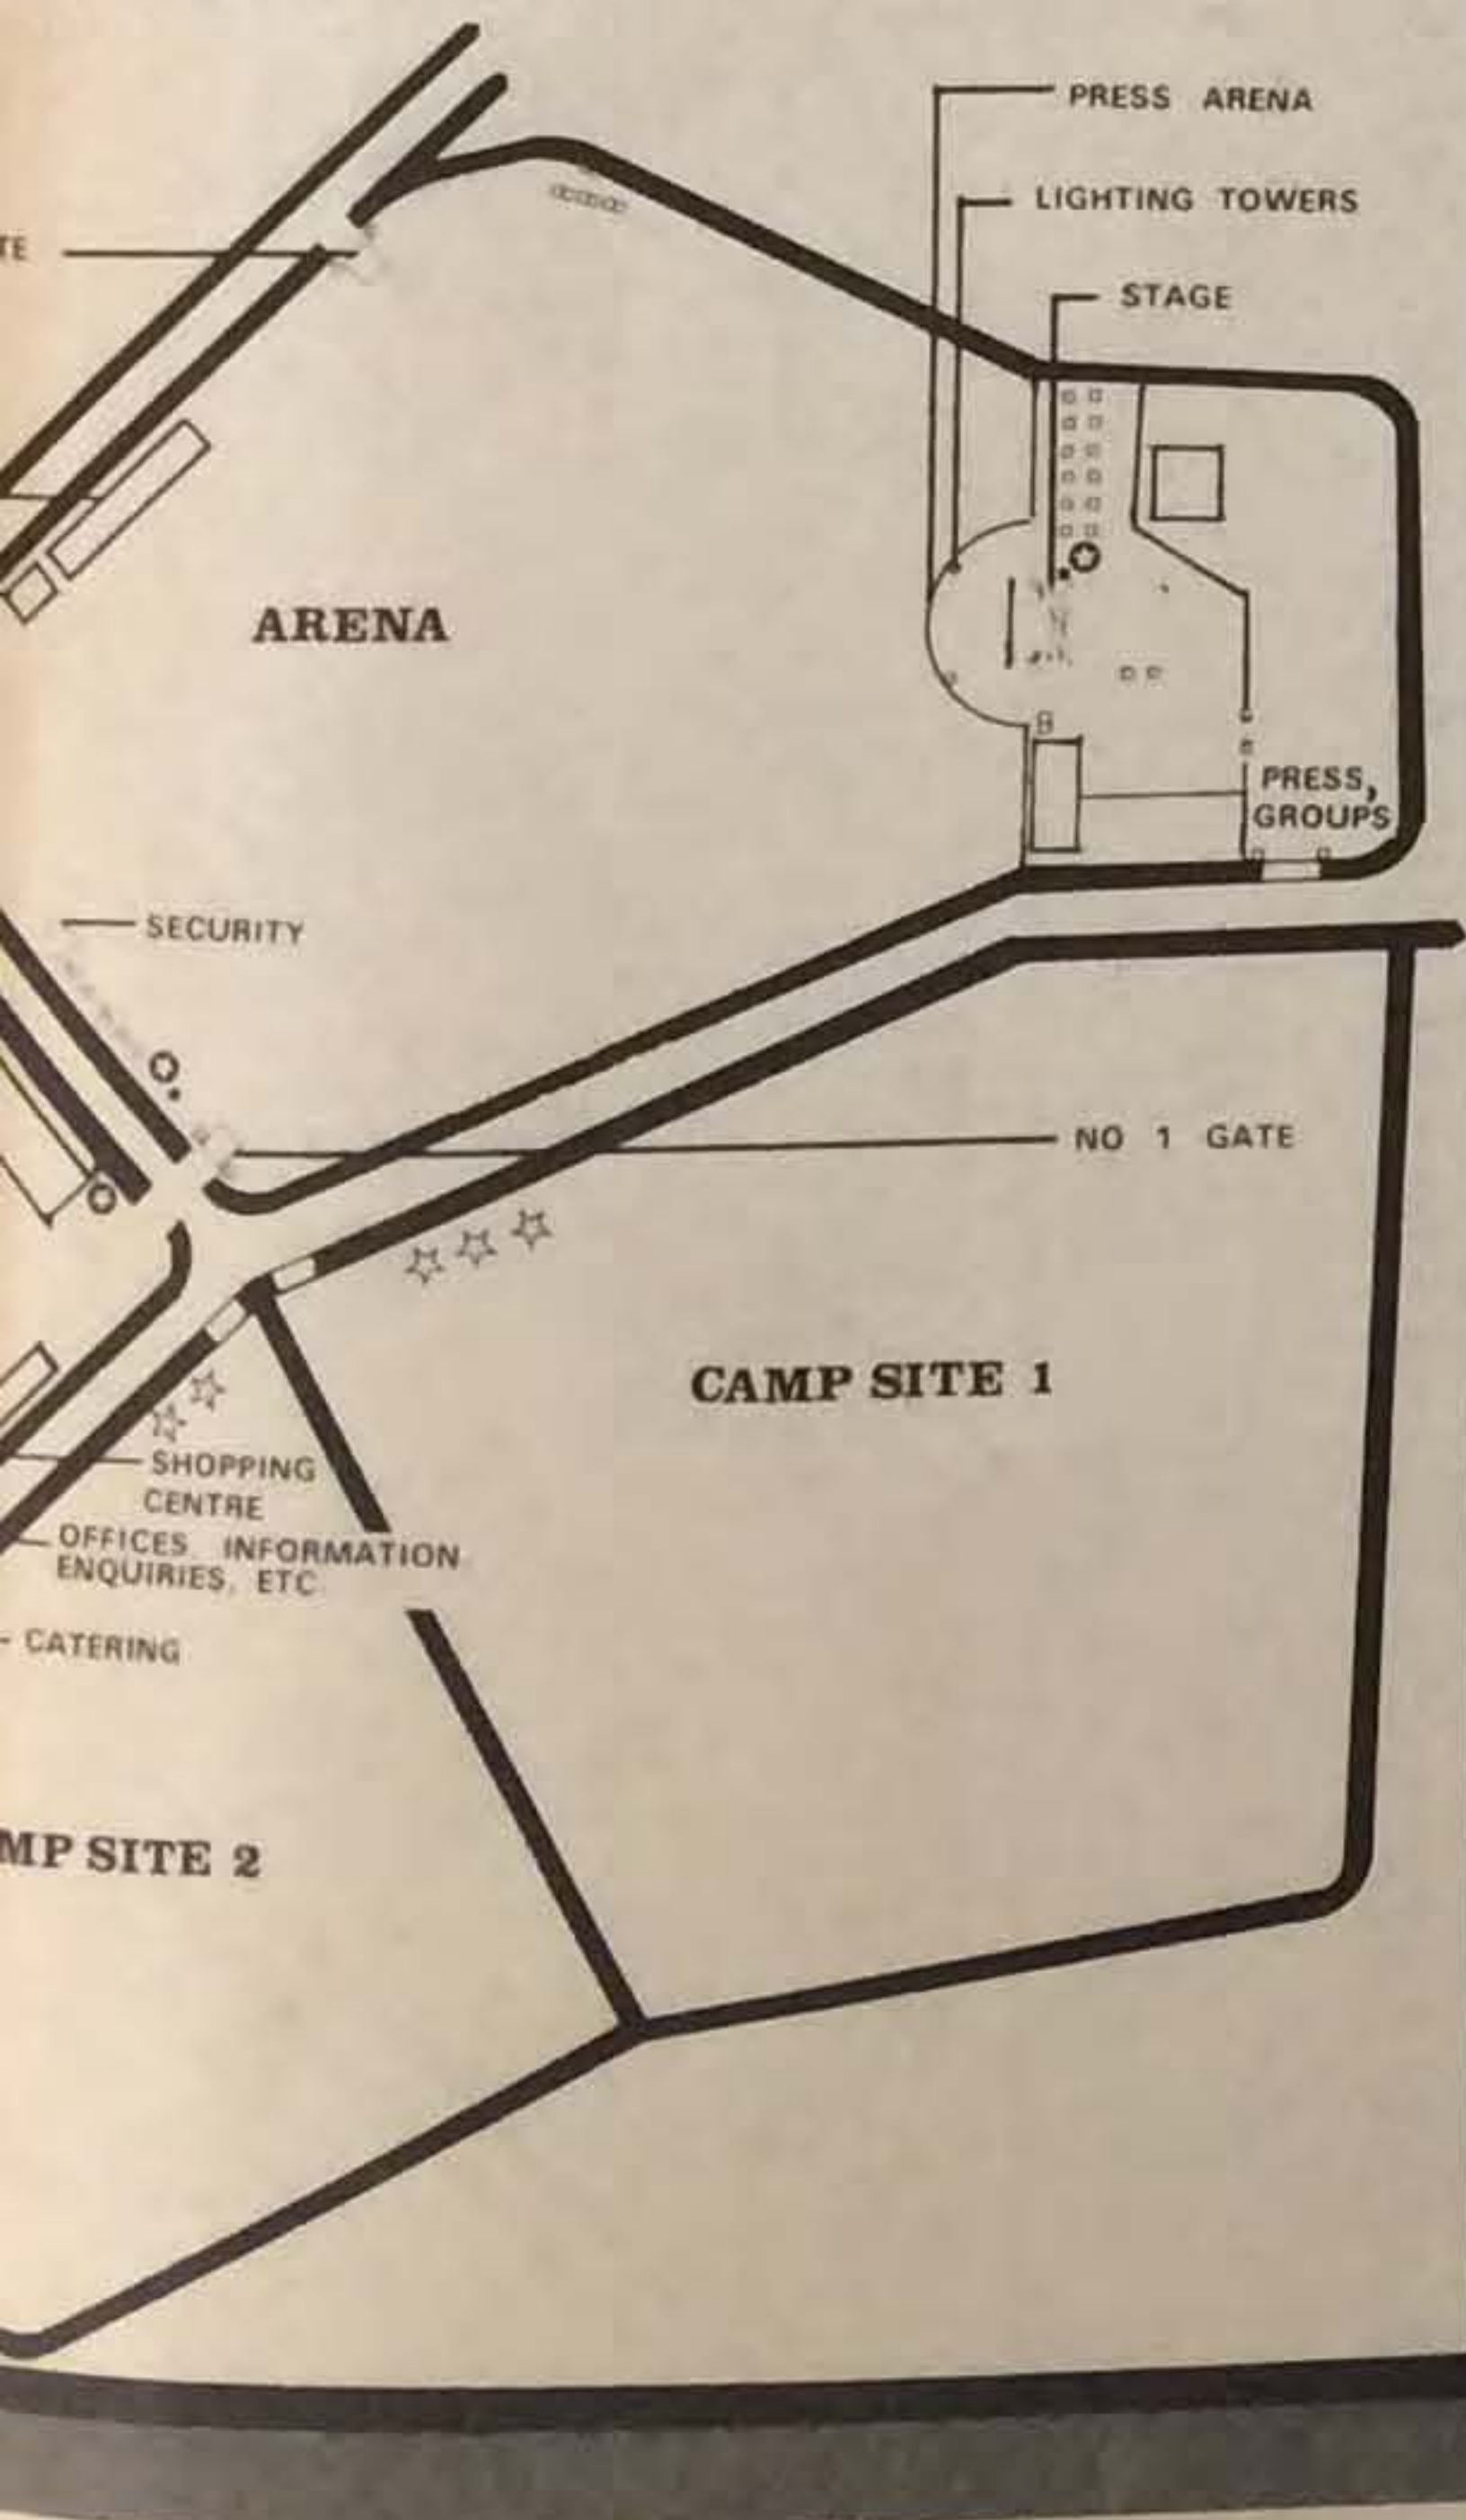 PRESS ARENA
LIGHTING TOWERS
TE
STAGE
ARENA
PRESS,
GROUPS
SECURITY
NO 1 GATE
CAMP SITE 1
SHOPPING
CENTRE
OFFICES INFORMATION
ENQUIRIES, ETC
CATERING
MP SITE 2